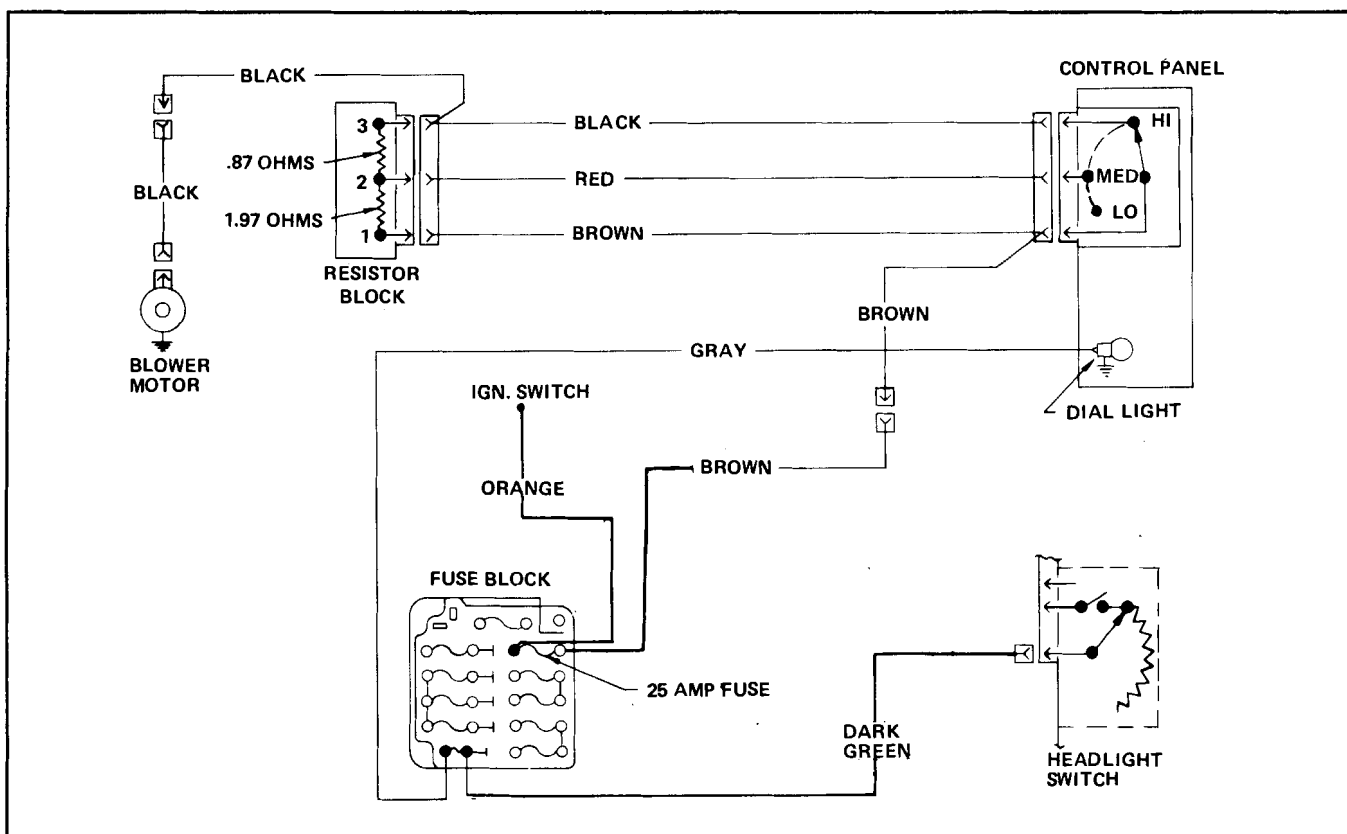 BLACK
CONTROL PANEL
3
BLACK
HI
.87 OHMS
2
RED
MED
BLACK
1.97 OHMS
LO
1
BROWN
RESISTOR
BLOCK
BROWN
GRAY
BLOWER
MOTOR
IGN. SWITCH
DIAL LIGHT
BROWN
ORANGE
FUSE BLOCK
25 AMP FUSE
DARK
GREEN
HEADLIGHT
SWITCH